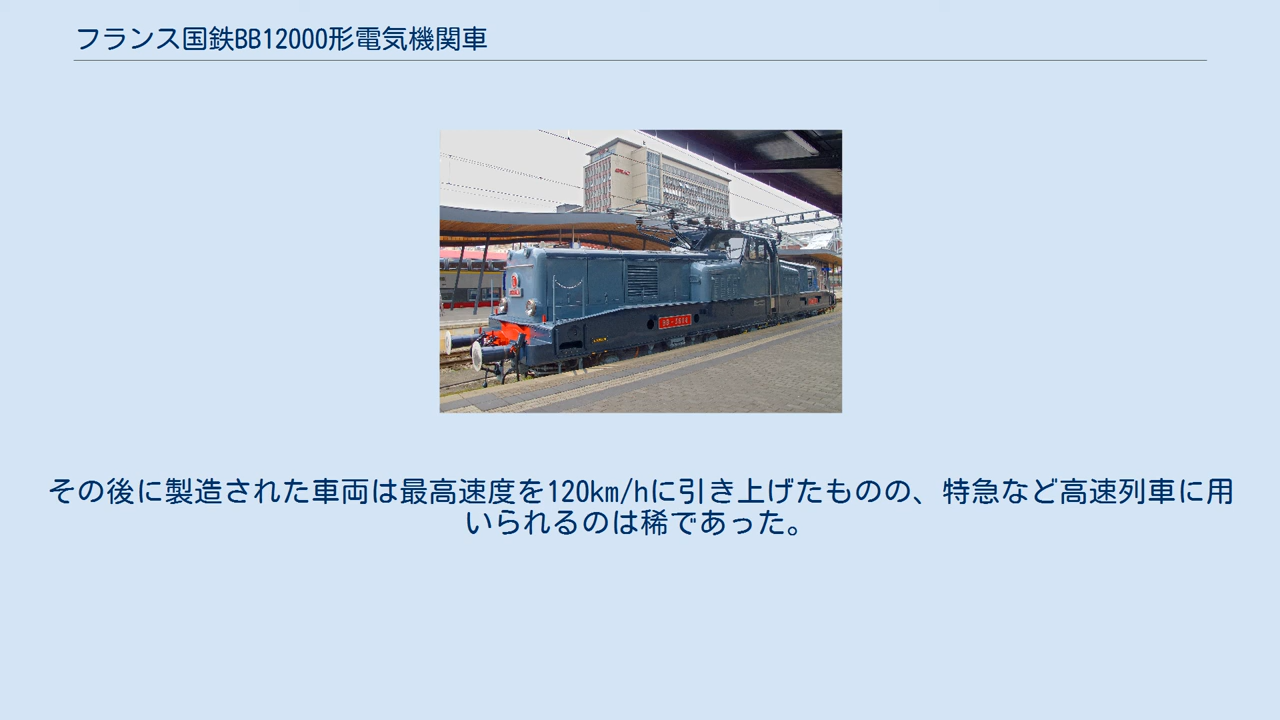 フランス国鉄BB12000形電気機関車
その後に製造された車両は最高速度を120km/hに引き上げたものの、特急など高速列車に用
いられるのは稀であった。